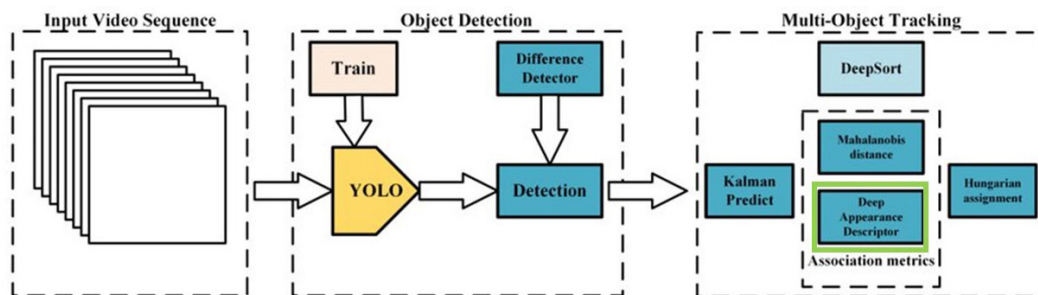 Input Video Sequence
Object Detection
Multi-Object Tracking
Train
Difference
Detector
DeepSort
YOLO
Detection
Kalman
Predict
Mahalanobis
distance
Deep
Appearance
Descriptor
Association metrics
Hungarian
assignment